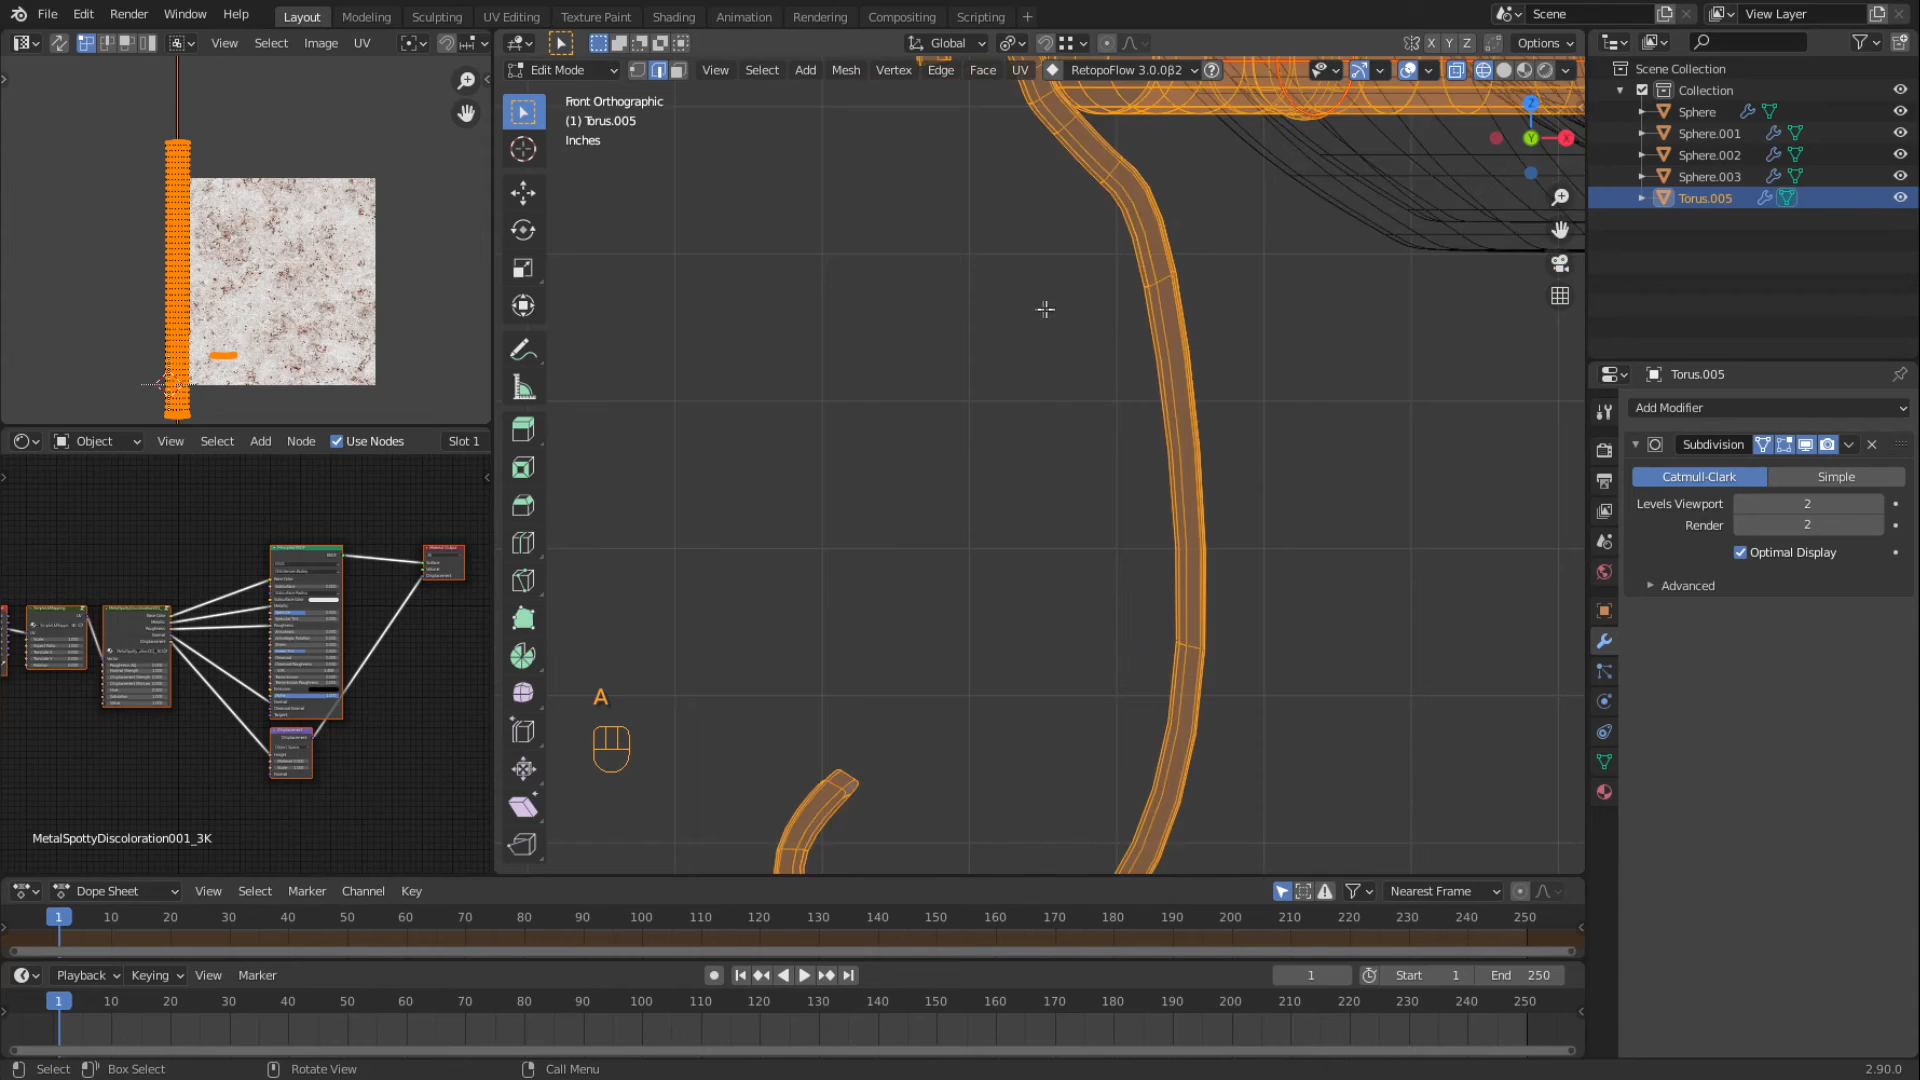 File Edit Render Window Help Layout Modeling Sculpting UV Editing Texture Paint Shading Animation Rendering Compositing Scripting + Scene View Layer
View Select Image UV Global X Y Z Options
Edit Mode View Select Add Mesh Vertex Edge Face UV RetopoFlow 3.0.0β2
Front Orthographic
(1) Torus.005
Inches
Z
Y
X
Scene Collection
Collection
Sphere
Sphere.001
Sphere.002
Sphere.003
Torus.005
Torus.005
Add Modifier
Subdivision
Catmull-Clark Simple
Levels Viewport 2
Render 2
Optimal Display
Advanced
Object View Select Add Node Use Nodes Slot 1
MetalSpottyDiscoloration001_3K
A
Dope Sheet View Select Marker Channel Key Nearest Frame
1 10 20 30 40 50 60 70 80 90 100 110 120 130 140 150 160 170 180 190 200 210 220 230 240 250
Playback Keying View Marker 1 Start 1 End 250
1 10 20 30 40 50 60 70 80 90 100 110 120 130 140 150 160 170 180 190 200 210 220 230 240 250
Select Box Select Rotate View Call Menu 2.90.0